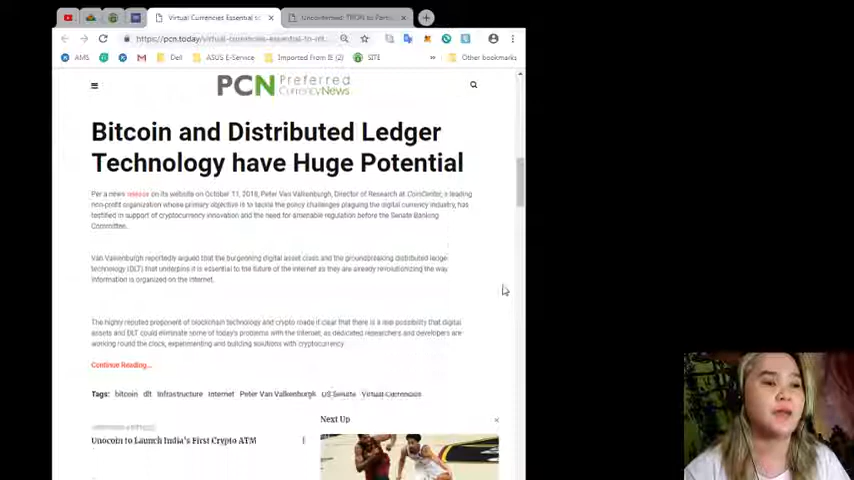 Virtual Currencies Essential to
Unconfirmed: TRON to Partn
https://pcn.today/virtual-currencies-essential-to-int...
AMS
Dell
ASUS E-Service
Imported From IE (2)
SITE
Other bookmarks
PCN Preferred
CurrencyNews
Bitcoin and Distributed Ledger
Technology have Huge Potential
Per a news release on its website on October 11, 2018, Peter Van Valkenburgh, Director of Research at CoinCenter, a leading
non-profit organization whose primary objective is to tackle the policy challenges plaguing the digital currency industry, has
testified in support of cryptocurrency innovation and the need for amenable regulation before the Senate Banking
Committee.
Van Valkenburgh reportedly argued that the burgeoning digital asset class and the groundbreaking distributed ledge
technology (DLT) that underpins it is essential to the future of the internet as they are already revolutionizing the way
information is organized on the internet.
The highly reputed proponent of blockchain technology and crypto made it clear that there is a real possibility that digital
assets and DLT could eliminate some of today's problems with the internet, as dedicated researchers and developers are
working round the clock, experimenting and building solutions with cryptocurrency.
Continue Reading...
Tags: bitcoin dlt Infrastructure Internet Peter Van Valkenburgh US Senate Virtual Currencies
Next Up
Unocoin to Launch India's First Crypto ATM